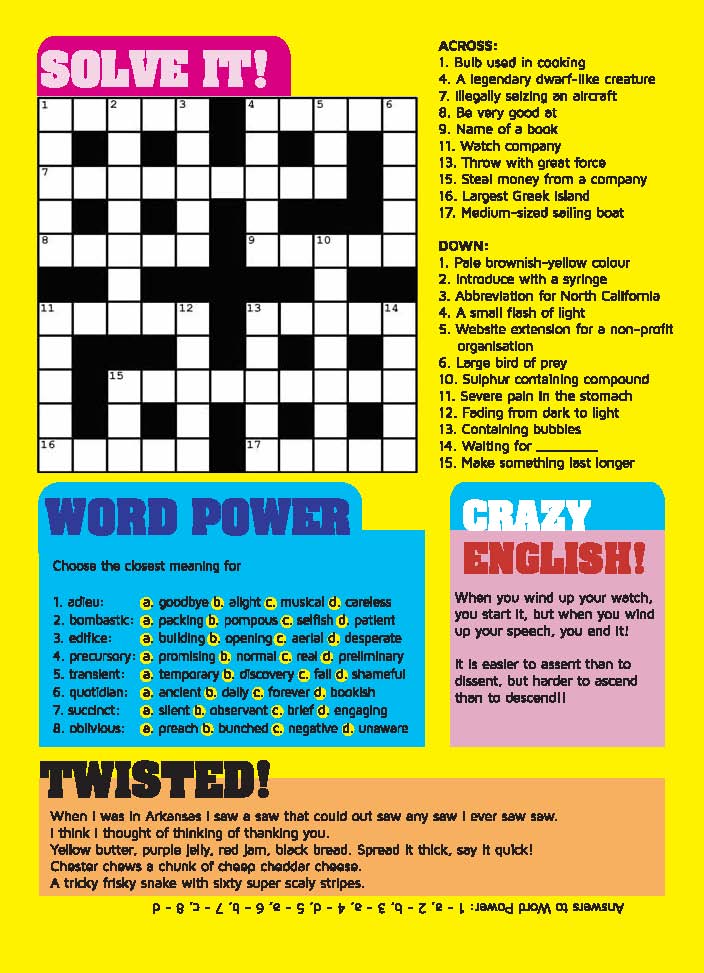 SOLVE IT!
1 2 3 4 5 6
7
8 9 10
11 12 13 14
15
16 17
ACROSS:
1. Bulb used in cooking
4. A legendary dwarf-like creature
7. Illegally seizing an aircraft
8. Be very good at
9. Name of a book
11. Watch company
13. Throw with great force
15. Steal money from a company
16. Largest Greek island
17. Medium-sized sailing boat
DOWN:
1. Pale brownish-yellow colour
2. Introduce with a syringe
3. Abbreviation for North California
4. A small flash of light
5. Website extension for a non-profit
organisation
6. Large bird of prey
10. Sulphur containing compound
11. Severe pain in the stomach
12. Fading from dark to light
13. Containing bubbles
14. Waiting for ________
15. Make something last longer
WORD POWER
Choose the closest meaning for
1. adieu: a. goodbye b. alight c. musical d. careless
2. bombastic: a. packing b. pompous c. selfish d. patient
3. edifice: a. building b. opening c. aerial d. desperate
4. precursory: a. promising b. normal c. real d. preliminary
5. transient: a. temporary b. discovery c. fall d. shameful
6. quotidian: a. ancient b. daily c. forever d. bookish
7. succinct: a. silent b. observant c. brief d. engaging
8. oblivious: a. preach b. bunched c. negative d. unaware
CRAZY
ENGLISH!
When you wind up your watch,
you start it, but when you wind
up your speech, you end it!
It is easier to assent than to
dissent, but harder to ascend
than to descend!!
TWISTED!
When I was in Arkansas I saw a saw that could out saw any saw I ever saw saw.
I think I thought of thinking of thanking you.
Yellow butter, purple jelly, red jam, black bread. Spread it thick, say it quick!
Chester chews a chunk of cheep cheddar cheese.
A tricky frisky snake with sixty super scaly stripes.
Answers to Word Power: 1 - a, 2 - b, 3 - a, 4 - d, 5 - a, 6 - b, 7 - c, 8 - d